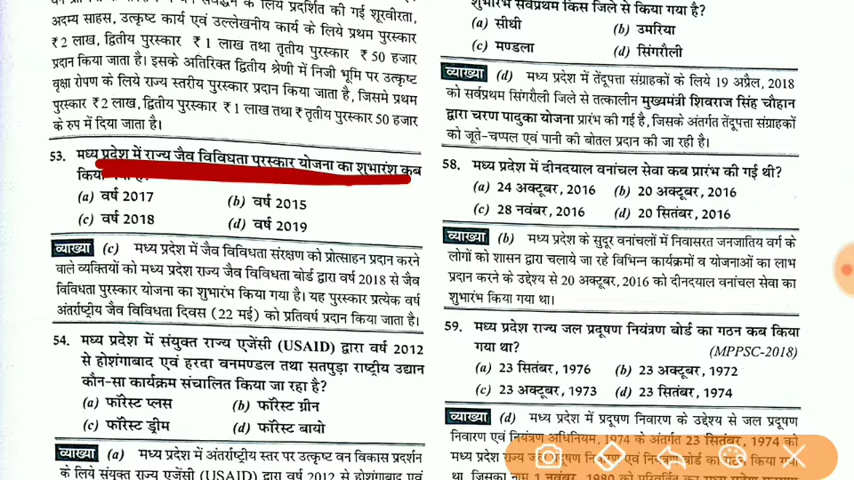 अदम्य साहस, उत्कृष्ट कार्य एवं उल्लेखनीय कार्य के लिये प्रथम पुरस्कार
₹2 लाख, द्वितीय पुरस्कार ₹ 1 लाख तथा तृतीय पुरस्कार ₹ 50 हजार
प्रदान किया जाता है। इसके अतिरिक्त द्वितीय श्रेणी में निजी भूमि पर उत्कृष्ट
वृक्षा रोपण के लिये राज्य स्तरीय पुरस्कार प्रदान किया जाता है, जिसमे प्रथम
पुरस्कार ₹2 लाख, द्वितीय पुरस्कार ₹ 1 लाख तथा ₹ तृतीय पुरस्कार 50 हजार
के रुप में दिया जाता है।
53. मध्य प्रदेश में राज्य जैव विविधता पुरस्कार योजना का शुभारंभ कब
किया
(a) वर्ष 2017 (b) वर्ष 2015
(c) वर्ष 2018 (d) वर्ष 2019
व्याख्या (c) मध्य प्रदेश में जैव विविधता संरक्षण को प्रोत्साहन प्रदान करने
वाले व्यक्तियों को मध्य प्रदेश राज्य जैव विविधता बोर्ड द्वारा वर्ष 2018 से जैव
विविधता पुरस्कार योजना का शुभारंभ किया गया है। यह पुरस्कार प्रत्येक वर्ष
अंतर्राष्ट्रीय जैव विविधता दिवस (22 मई) को प्रतिवर्ष प्रदान किया जाता है।
54. मध्य प्रदेश में संयुक्त राज्य एजेंसी (USAID) द्वारा वर्ष 2012
से होशंगाबाद एवं हरदा वनमण्डल तथा सतपुड़ा राष्ट्रीय उद्यान
कौन-सा कार्यक्रम संचालित किया जा रहा है?
(a) फॉरेस्ट प्लस (b) फॉरेस्ट ग्रीन
(c) फॉरेस्ट ड्रीम (d) फॉरेस्ट बायो
व्याख्या (a) मध्य प्रदेश में अंतर्राष्ट्रीय स्तर पर उत्कृष्ट वन विकास प्रदर्शन
के लिये संयुक्त राज्य एजेंसी (USAID) द्वारा वर्ष 2012 से होशंगाबाद एवं
शुभारंभ सर्वप्रथम किस जिले से किया गया है?
(a) सीधी (b) उमरिया
(c) मण्डला (d) सिंगरौली
व्याख्या (d) मध्य प्रदेश में तेंदूपत्ता संग्राहकों के लिये 19 अप्रैल, 2018
को सर्वप्रथम सिंगरौली जिले से तत्कालीन मुख्यमंत्री शिवराज सिंह चौहान
द्वारा चरण पादुका योजना प्रारंभ की गई है, जिसके अंतर्गत तेंदूपत्ता संग्राहकों
को जूते-चप्पल एवं पानी की बोतल प्रदान की जा रही है।
58. मध्य प्रदेश में दीनदयाल वनांचल सेवा कब प्रारंभ की गई थी?
(a) 24 अक्टूबर, 2016 (b) 20 अक्टूबर, 2016
(c) 28 नवंबर, 2016 (d) 20 सितंबर, 2016
व्याख्या (b) मध्य प्रदेश के सुदूर वनांचलों में निवासरत जनजातिय वर्ग के
लोगों को शासन द्वारा चलाये जा रहे विभिन्न कार्यक्रमों व योजनाओं का लाभ
प्रदान करने के उद्देश्य से 20 अक्टूबर, 2016 को दीनदयाल वनांचल सेवा का
शुभारंभ किया गया था।
59. मध्य प्रदेश राज्य जल प्रदूषण नियंत्रण बोर्ड का गठन कब किया
गया था? (MPPSC-2018)
(a) 23 सितंबर, 1976 (b) 23 अक्टूबर, 1972
(c) 23 अक्टूबर, 1973 (d) 23 सितंबर, 1974
व्याख्या (d) मध्य प्रदेश में प्रदूषण निवारण के उद्देश्य से जल प्रदूषण
निवारण एवं नियंत्रण अधिनियम, 1974 के अंतर्गत 23 सितंबर, 1974 को
मध्य प्रदेश राज्य जल प्रदूषण एवं नियंत्रण बोर्ड का गठन किया गया
था, जिसका नाम 1 नवंबर, 1980 को परिवर्तित कर मध्य प्रदेश